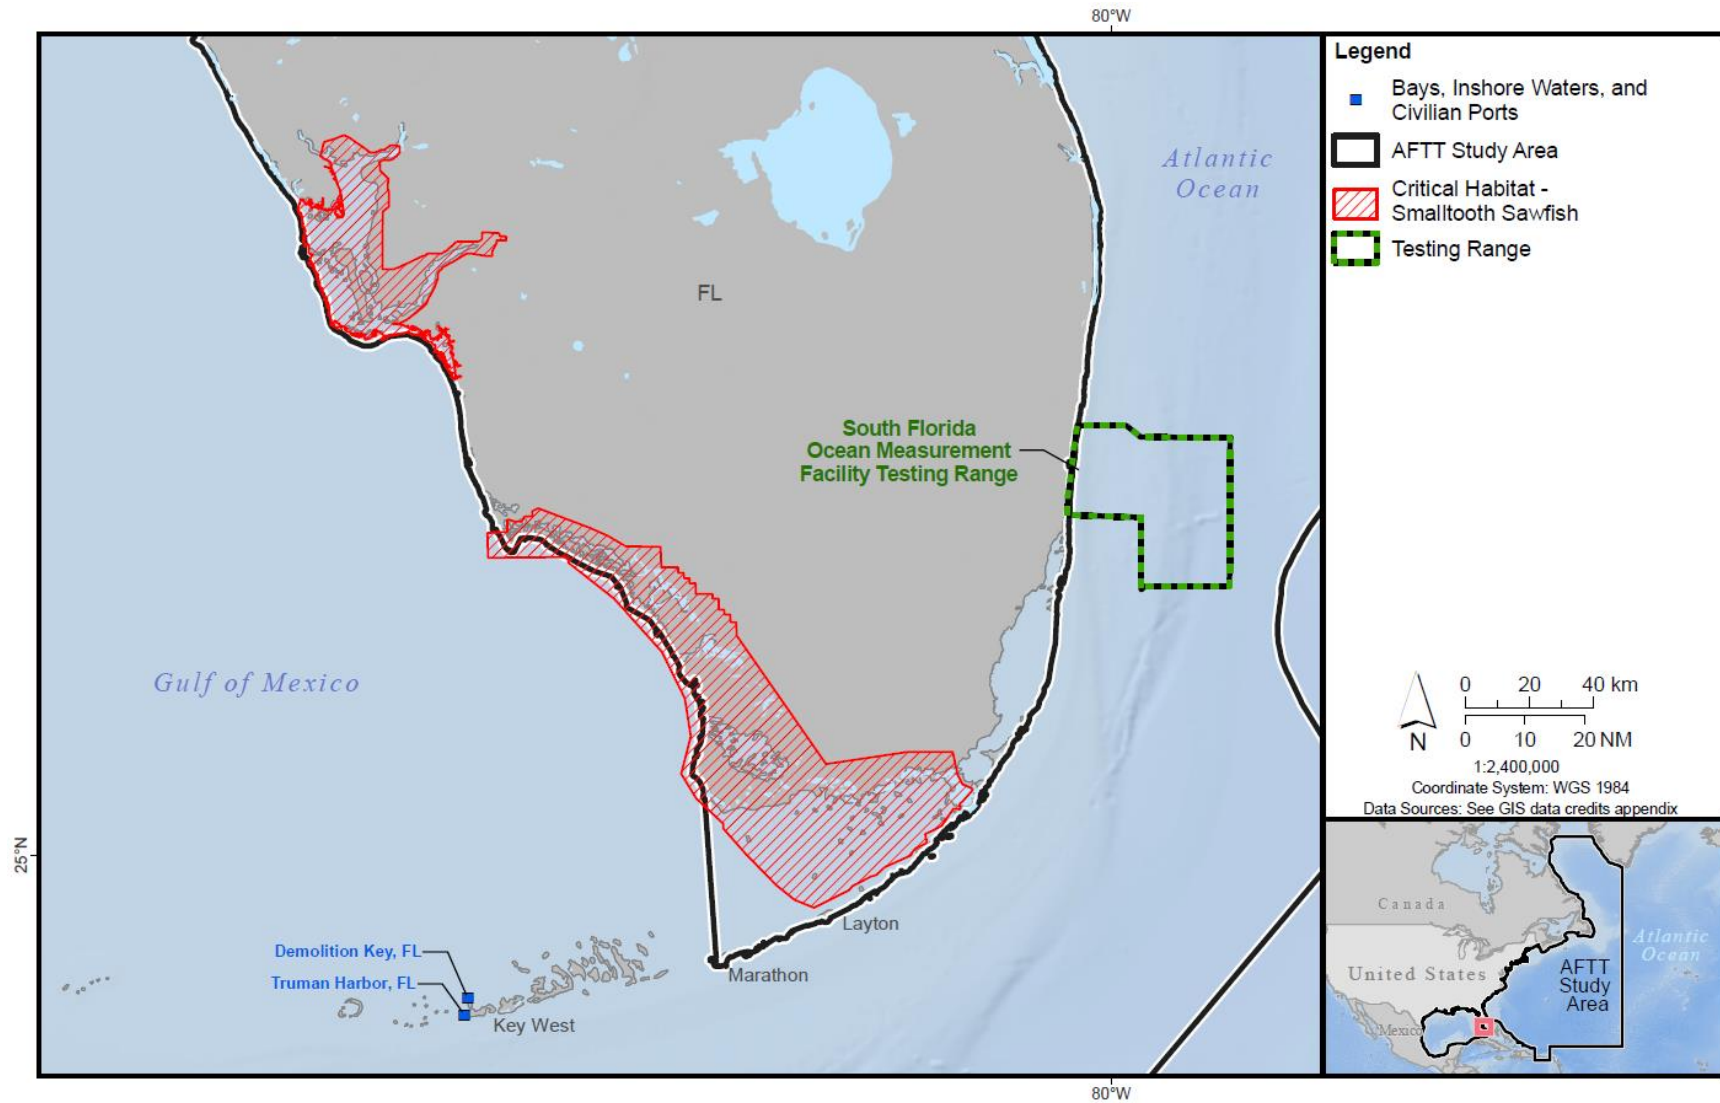 80°W
Legend
Bays, Inshore Waters, and
Civilian Ports
AFTT Study Area
Critical Habitat -
Smalltooth Sawfish
Testing Range
Atlantic
Ocean
FL
South Florida
Ocean Measurement
Facility Testing Range
Gulf of Mexico
25°N
Layton
Marathon
Demolition Key, FL
Truman Harbor, FL
Key West
80°W
0 20 40 km
N
0 10 20 NM
1:2,400,000
Coordinate System: WGS 1984
Data Sources: See GIS data credits appendix
Canada
United States
Mexico
Atlantic
Ocean
AFTT
Study
Area